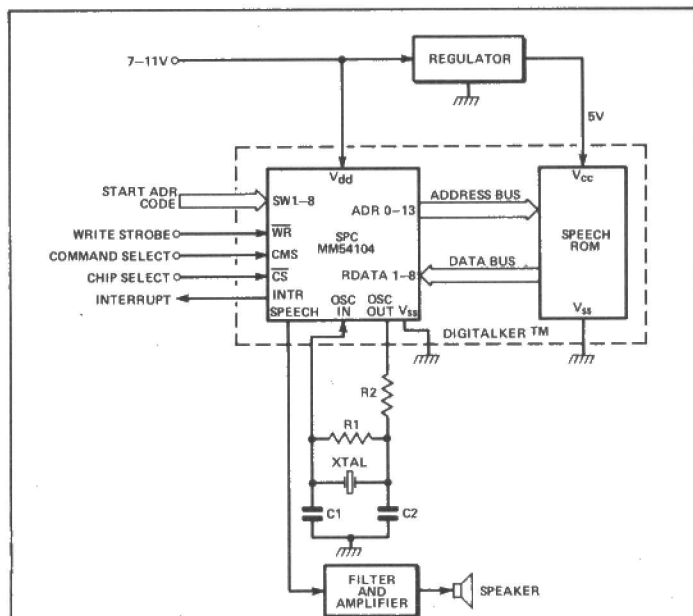 7–11V
REGULATOR
5V
Vdd
Vcc
START ADR
CODE
SW1–8
ADR 0–13
ADDRESS BUS
WRITE STROBE
WR
SPC
MM54104
SPEECH
ROM
COMMAND SELECT
CMS
CHIP SELECT
CS
RDATA 1–8
DATA BUS
INTERRUPT
INTR
SPEECH
OSC
IN
OSC
OUT
Vss
Vss
DIGITALKER™
R2
R1
XTAL
C1
C2
FILTER
AND
AMPLIFIER
SPEAKER